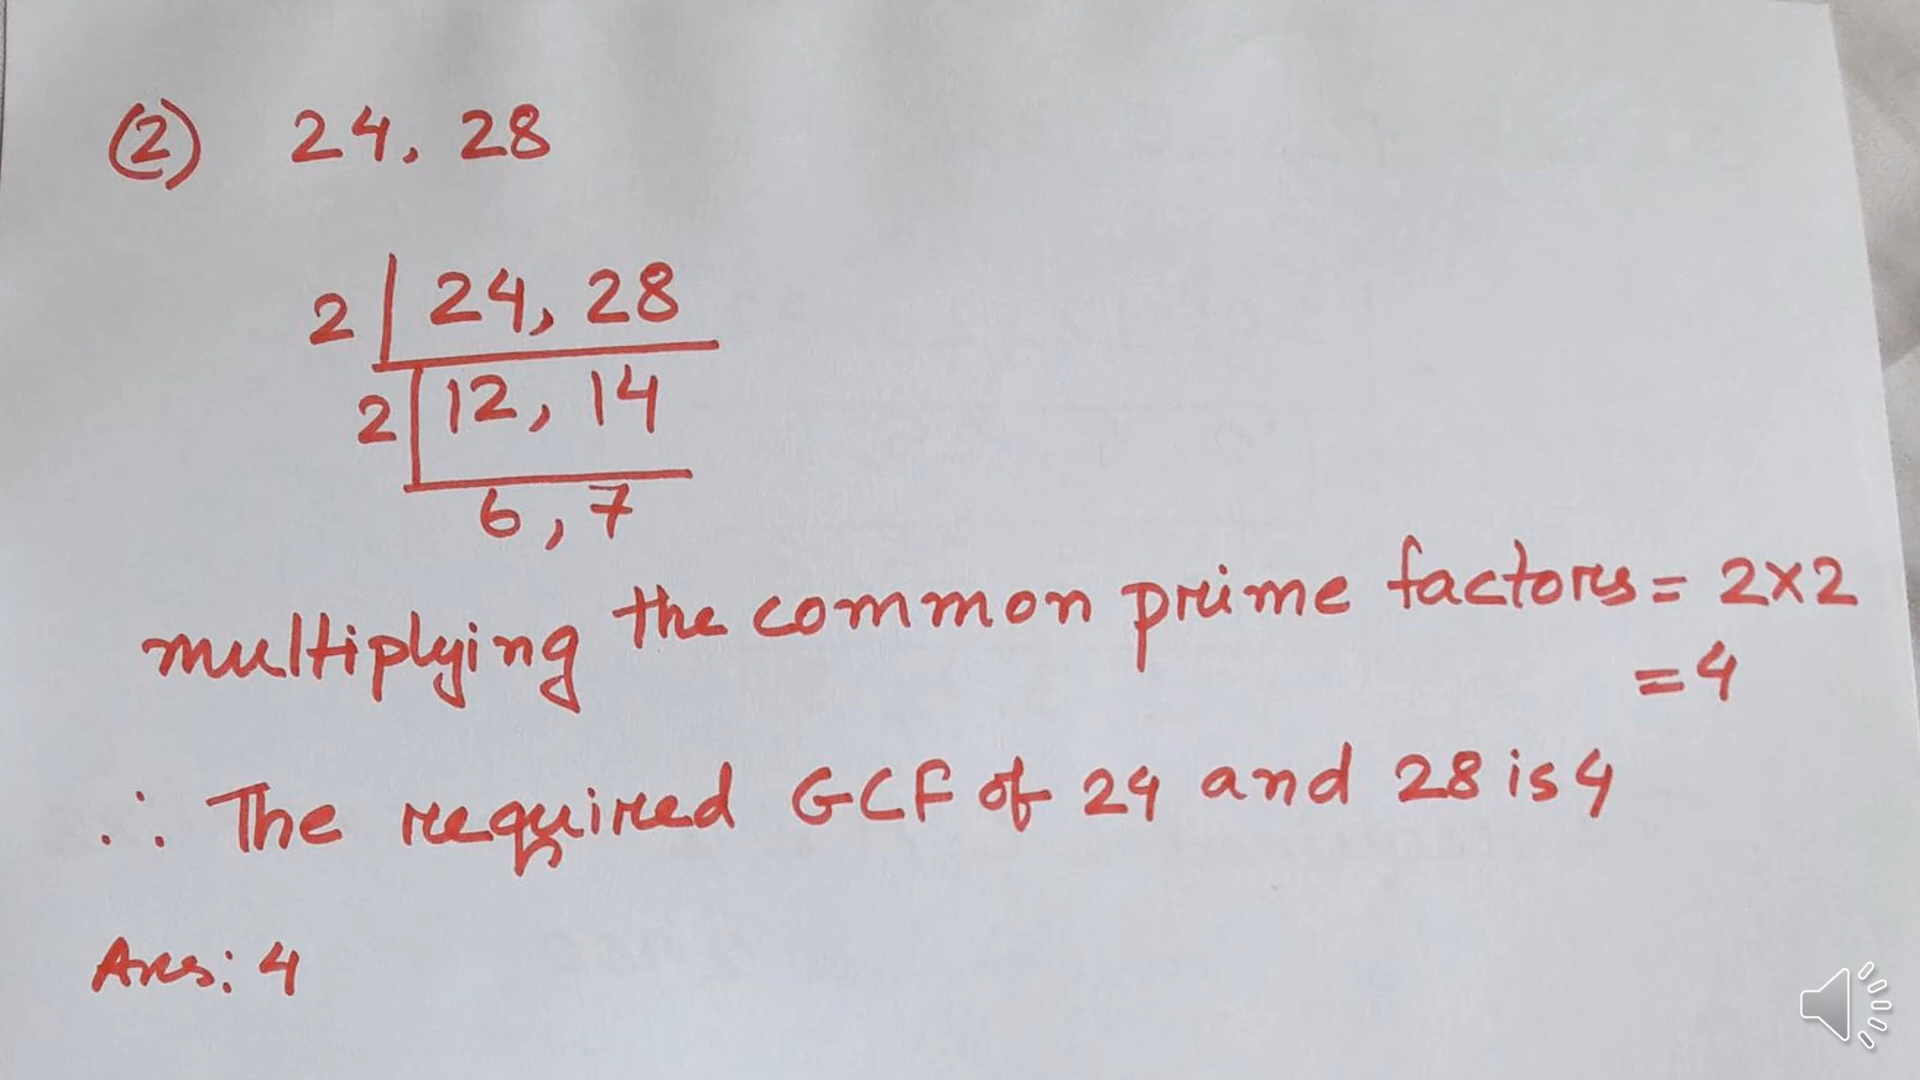 (2) 24, 28
2 | 24, 28
2 | 12, 14
6, 7
multiplying the common prime factors = 2×2
= 4
∴ The required GCF of 24 and 28 is 4
Ans: 4